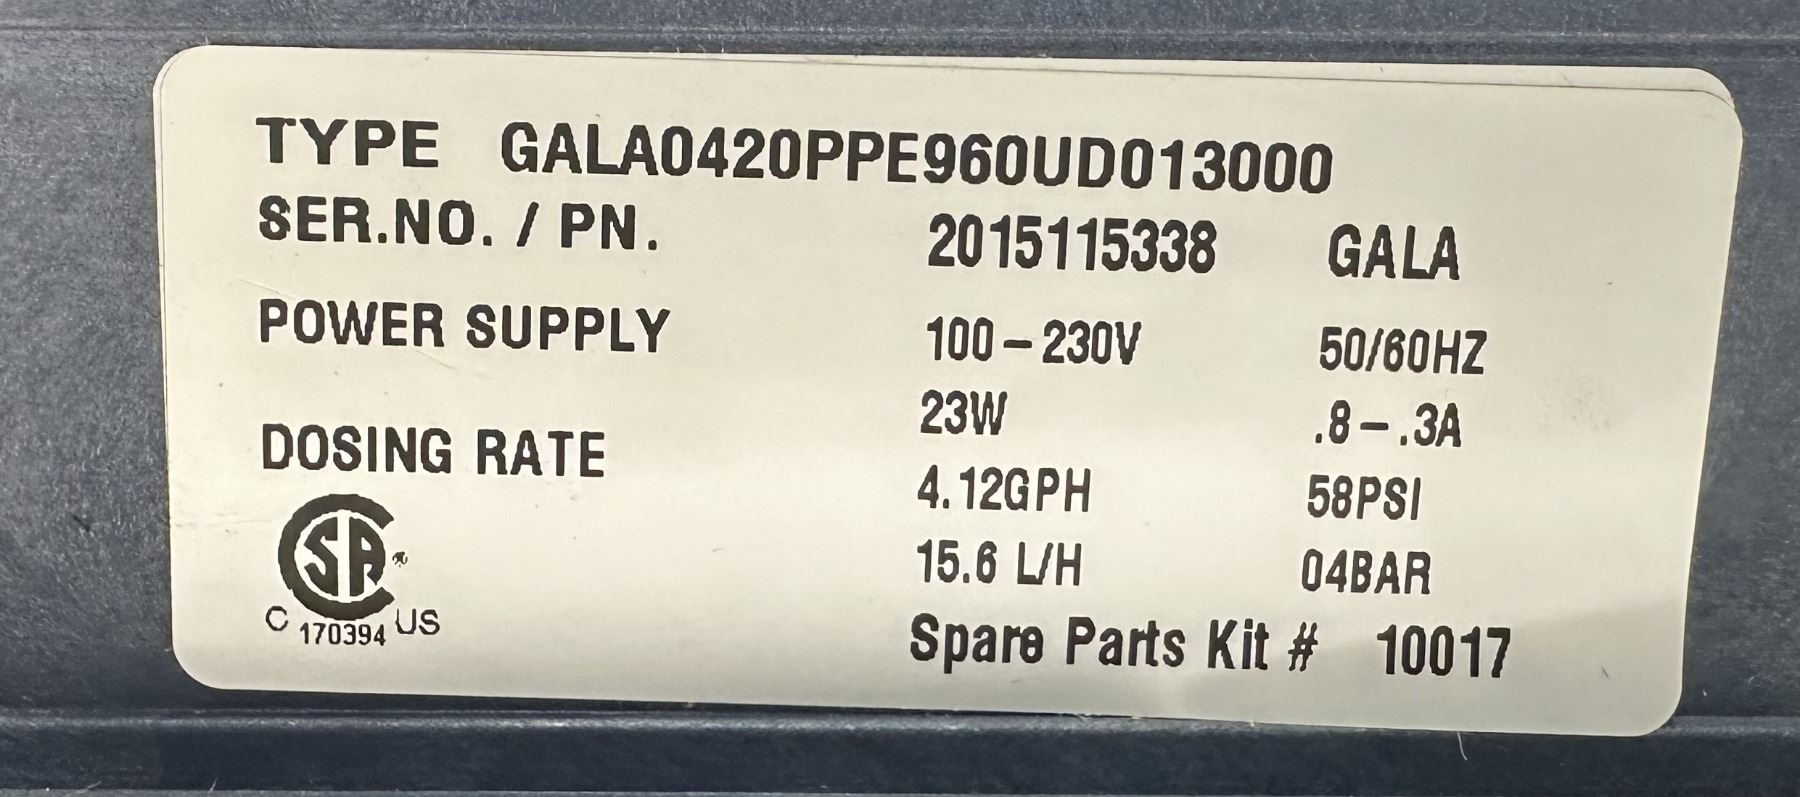 TYPE GALA0420PPE960UD013000
SER.NO. / PN. 2015115338 GALA
POWER SUPPLY 100-230V 50/60HZ
23W .8-.3A
DOSING RATE 4.12GPH 58PSI
15.6 L/H 04BAR
SA
C 170394 US
Spare Parts Kit # 10017